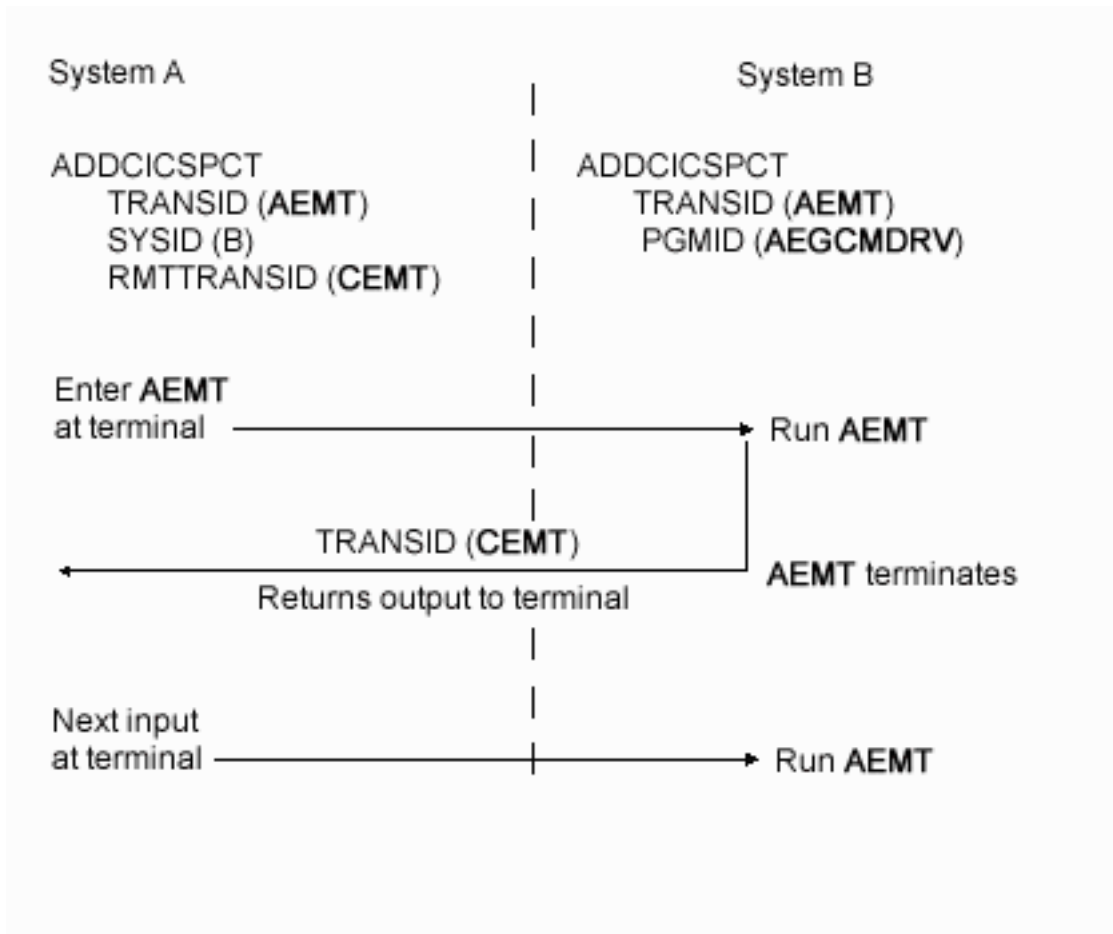 System A
System B
ADDCICSPCT
TRANSID (AEMT)
SYSID (B)
RMTTRANSID (CEMT)
ADDCICSPCT
TRANSID (AEMT)
PGMID (AEGCMDRV)
Enter AEMT
at terminal
Run AEMT
TRANSID (CEMT)
Returns output to terminal
AEMT terminates
Next input
at terminal
Run AEMT